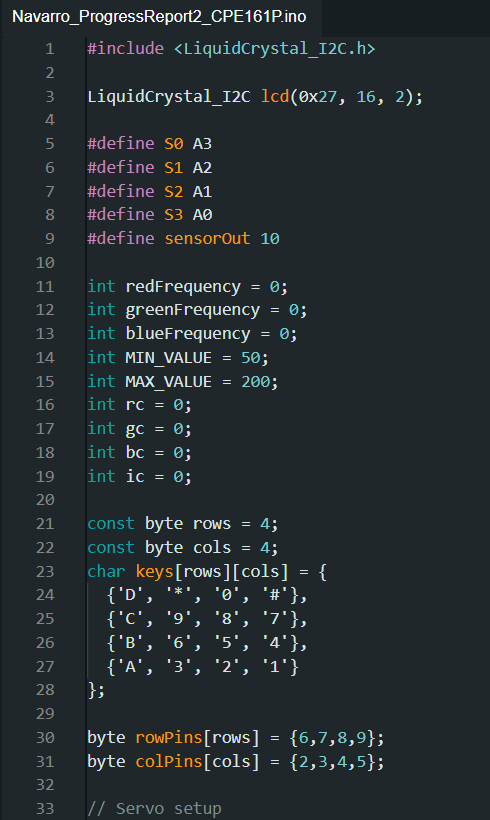 Navarro_ProgressReport2_CPE161P.ino
1 #include <LiquidCrystal_I2C.h>
2
3 LiquidCrystal_I2C lcd(0x27, 16, 2);
4
5 #define S0 A3
6 #define S1 A2
7 #define S2 A1
8 #define S3 A0
9 #define sensorOut 10
10
11 int redFrequency = 0;
12 int greenFrequency = 0;
13 int blueFrequency = 0;
14 int MIN_VALUE = 50;
15 int MAX_VALUE = 200;
16 int rc = 0;
17 int gc = 0;
18 int bc = 0;
19 int ic = 0;
20
21 const byte rows = 4;
22 const byte cols = 4;
23 char keys[rows][cols] = {
24   {'D', '*', '0', '#'},
25   {'C', '9', '8', '7'},
26   {'B', '6', '5', '4'},
27   {'A', '3', '2', '1'}
28 };
29
30 byte rowPins[rows] = {6,7,8,9};
31 byte colPins[cols] = {2,3,4,5};
32
33 // Servo setup